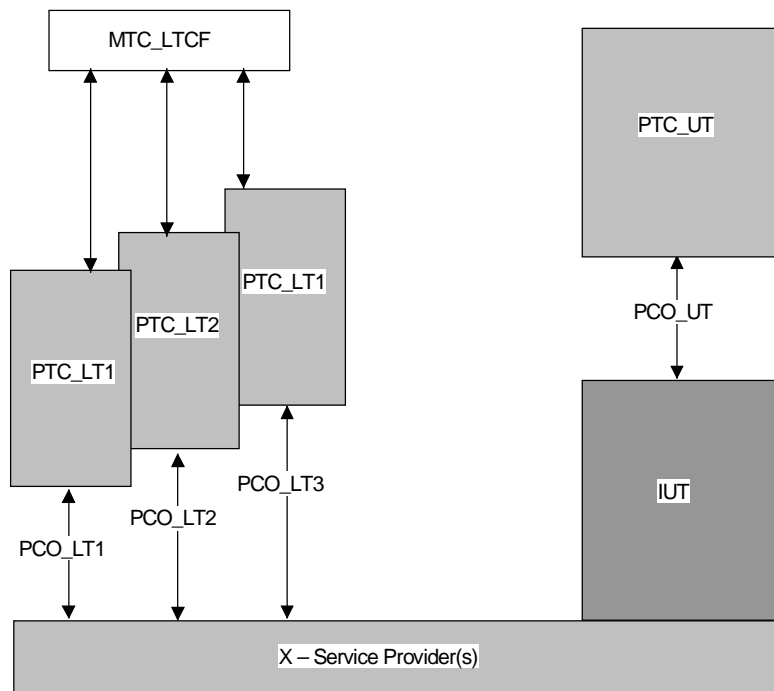 MTC_LTCF
PTC_UT
PTC_LT1
PTC_LT2
PTC_LT1
PCO_UT
PCO_LT3
IUT
PCO_LT2
PCO_LT1
X – Service Provider(s)